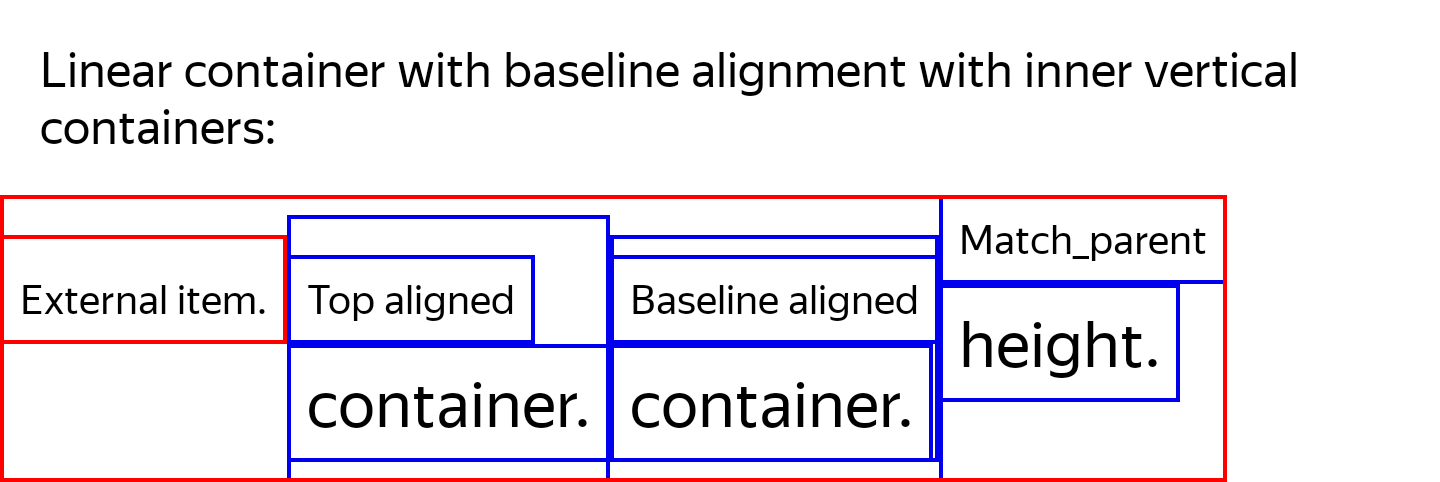 Linear container with baseline alignment with inner vertical
containers:
External item.
Top aligned
container.
Baseline aligned
container.
Match_parent
height.